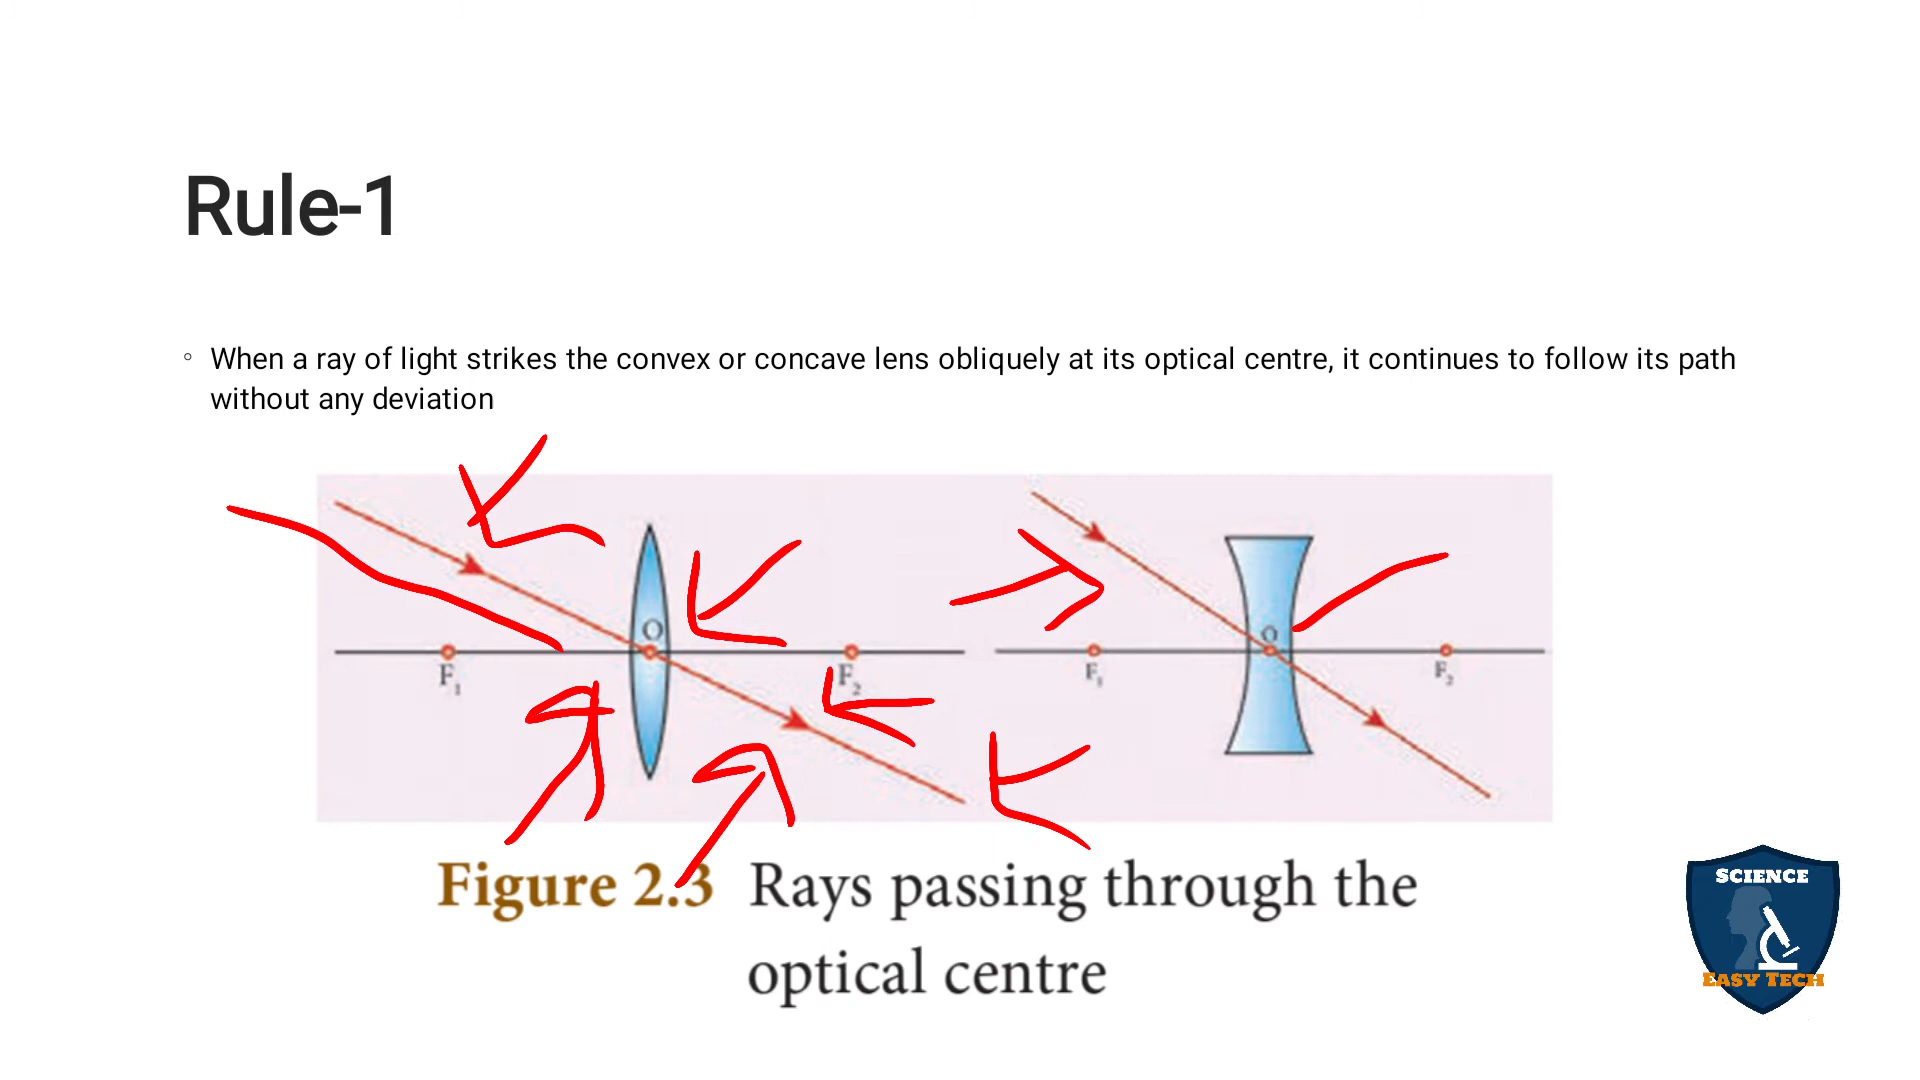 Rule-1
◦ When a ray of light strikes the convex or concave lens obliquely at its optical centre, it continues to follow its path
without any deviation
O
O
F₁
F₂
F₁
F₂
Figure 2.3 Rays passing through the
optical centre
SCIENCE
EASY TECH